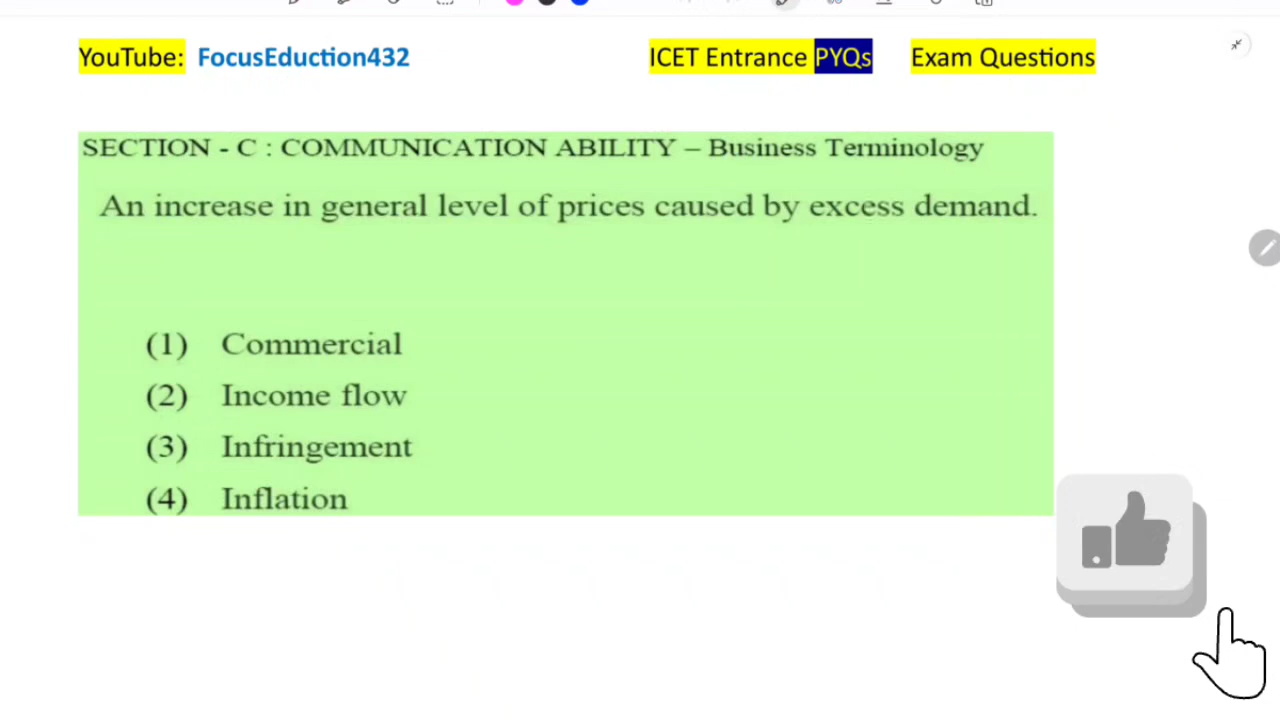 YouTube: FocusEduction432 ICET Entrance PYQs Exam Questions
SECTION - C : COMMUNICATION ABILITY – Business Terminology
An increase in general level of prices caused by excess demand.
(1) Commercial
(2) Income flow
(3) Infringement
(4) Inflation